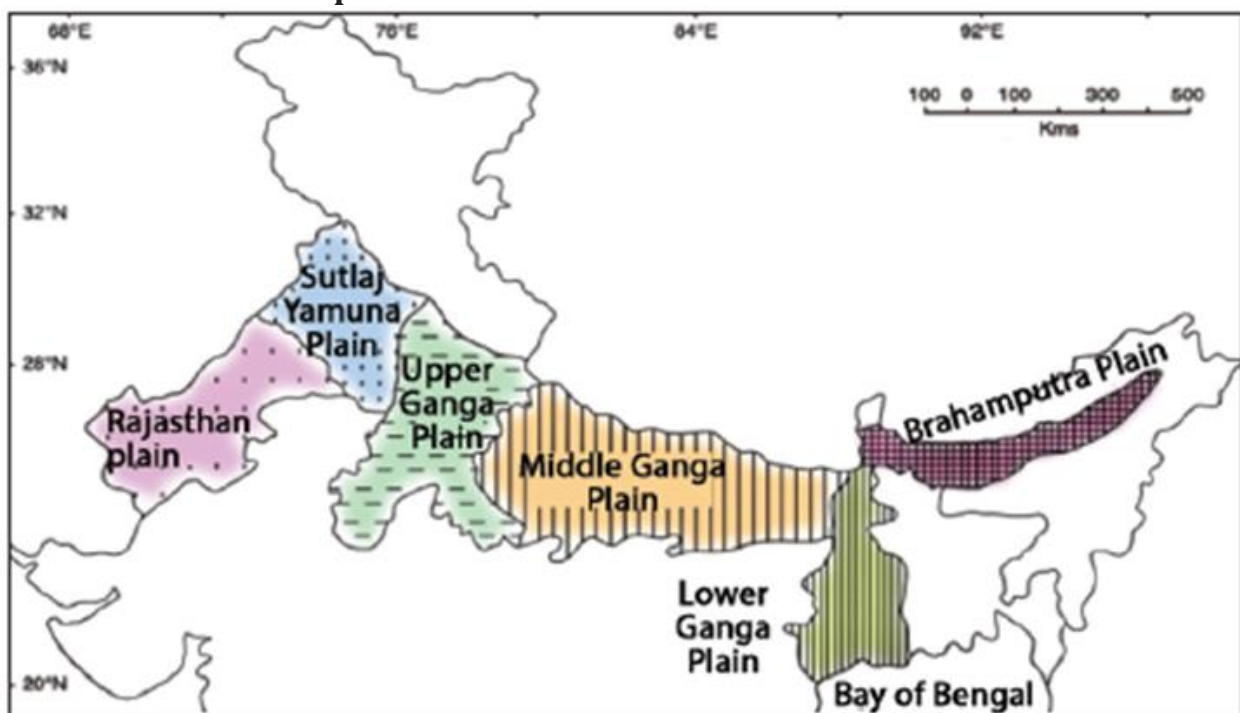 68°E 76°E 84°E 92°E
36°N
100 0 100 300 500
Kms
32°N
Sutlaj
Yamuna
Plain
28°N
Upper
Ganga
Plain
Brahamputra Plain
Rajasthan
plain
Middle Ganga
Plain
Lower
Ganga
Plain
20°N
Bay of Bengal